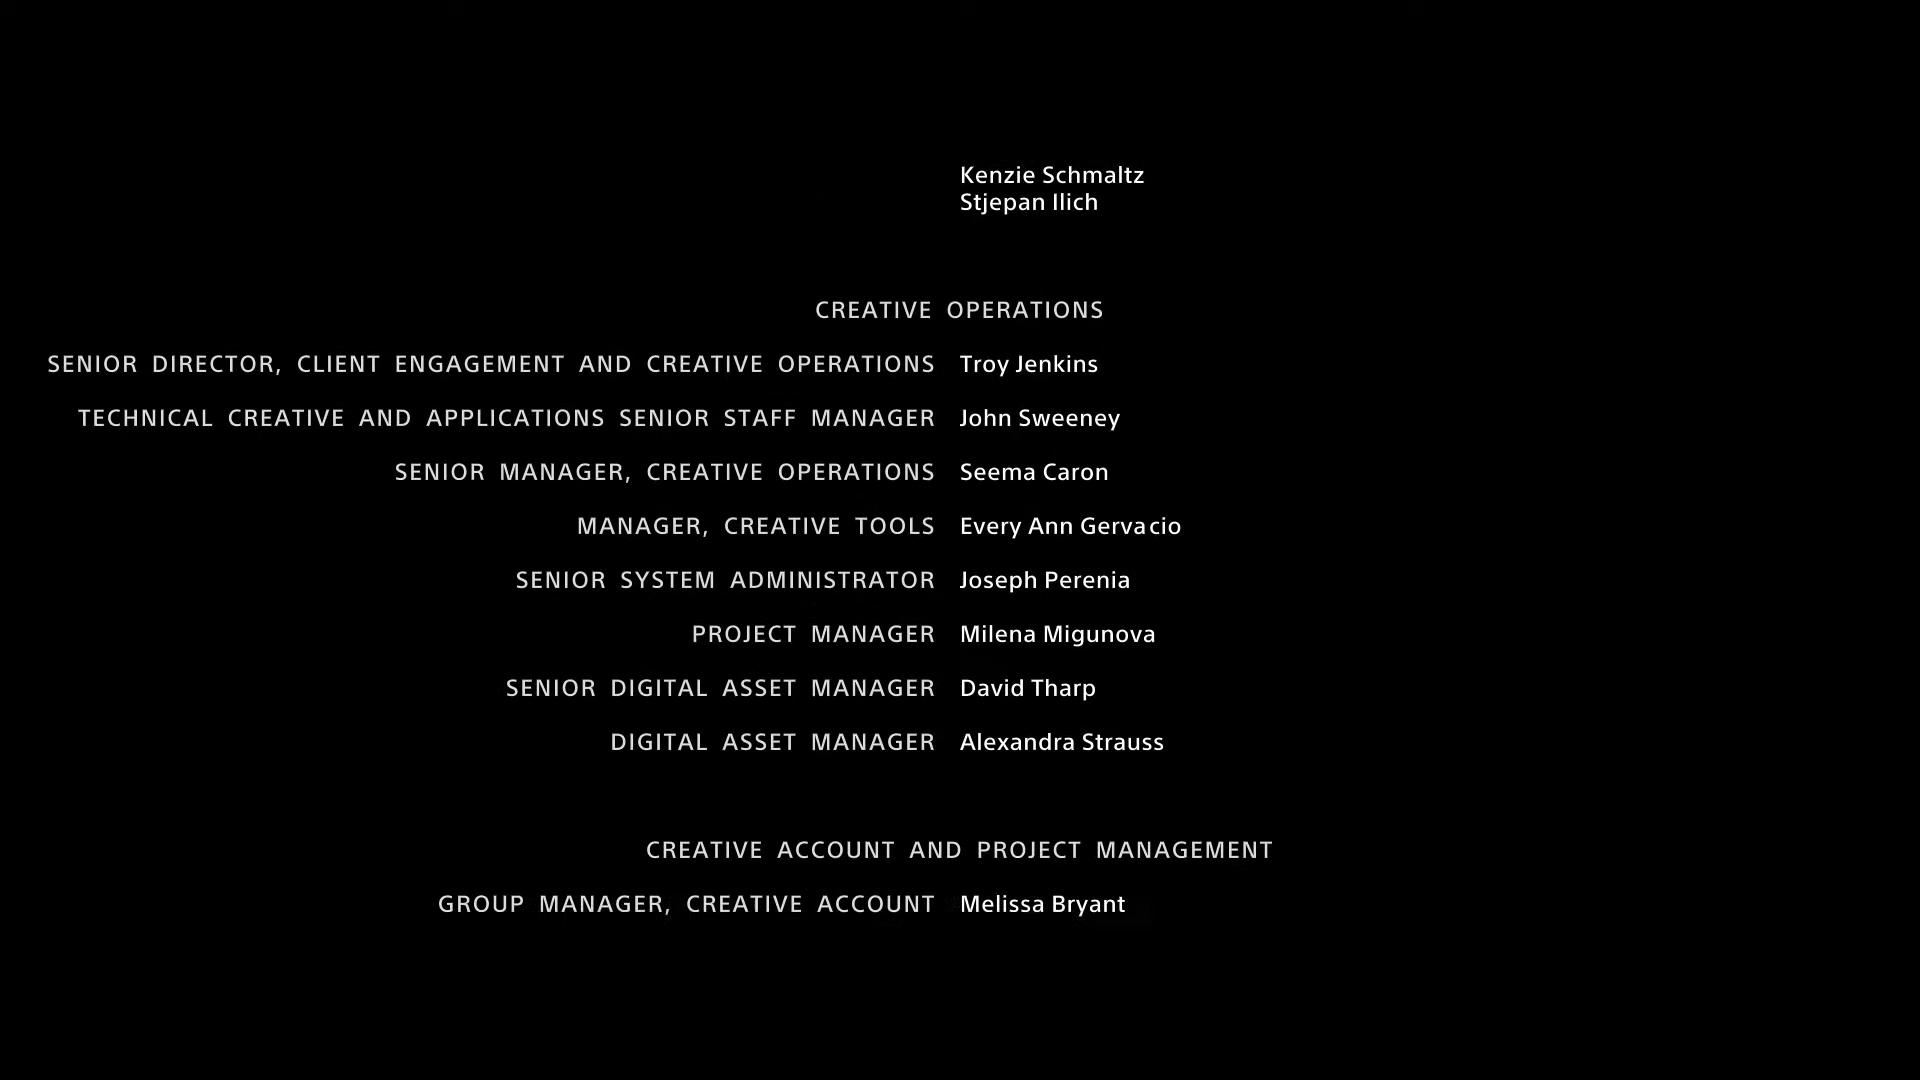 Kenzie Schmaltz
Stjepan Ilich
CREATIVE OPERATIONS
SENIOR DIRECTOR, CLIENT ENGAGEMENT AND CREATIVE OPERATIONS Troy Jenkins
TECHNICAL CREATIVE AND APPLICATIONS SENIOR STAFF MANAGER John Sweeney
SENIOR MANAGER, CREATIVE OPERATIONS Seema Caron
MANAGER, CREATIVE TOOLS Every Ann Gervacio
SENIOR SYSTEM ADMINISTRATOR Joseph Perenia
PROJECT MANAGER Milena Migunova
SENIOR DIGITAL ASSET MANAGER David Tharp
DIGITAL ASSET MANAGER Alexandra Strauss
CREATIVE ACCOUNT AND PROJECT MANAGEMENT
GROUP MANAGER, CREATIVE ACCOUNT Melissa Bryant